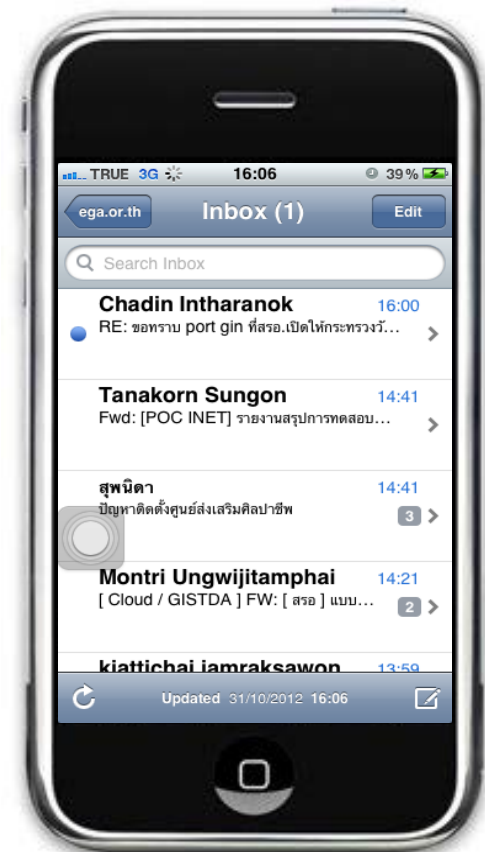 TRUE 3G 16:06 39%
ega.or.th Inbox (1) Edit
Search Inbox
Chadin Intharanok 16:00
RE: ขอทราบ port gin ที่สรอ.เปิดให้กระทรวงวั...
Tanakorn Sungon 14:41
Fwd: [POC INET] รายงานสรุปการทดสอบ...
สุพนิดา 14:41
ปัญหาติดตั้งศูนย์ส่งเสริมศิลปาชีพ
3
Montri Ungwijitamphai 14:21
[ Cloud / GISTDA ] FW: [ สรอ ] แบบ...
2
kiattichai iamraksawon 13:59
Updated 31/10/2012 16:06